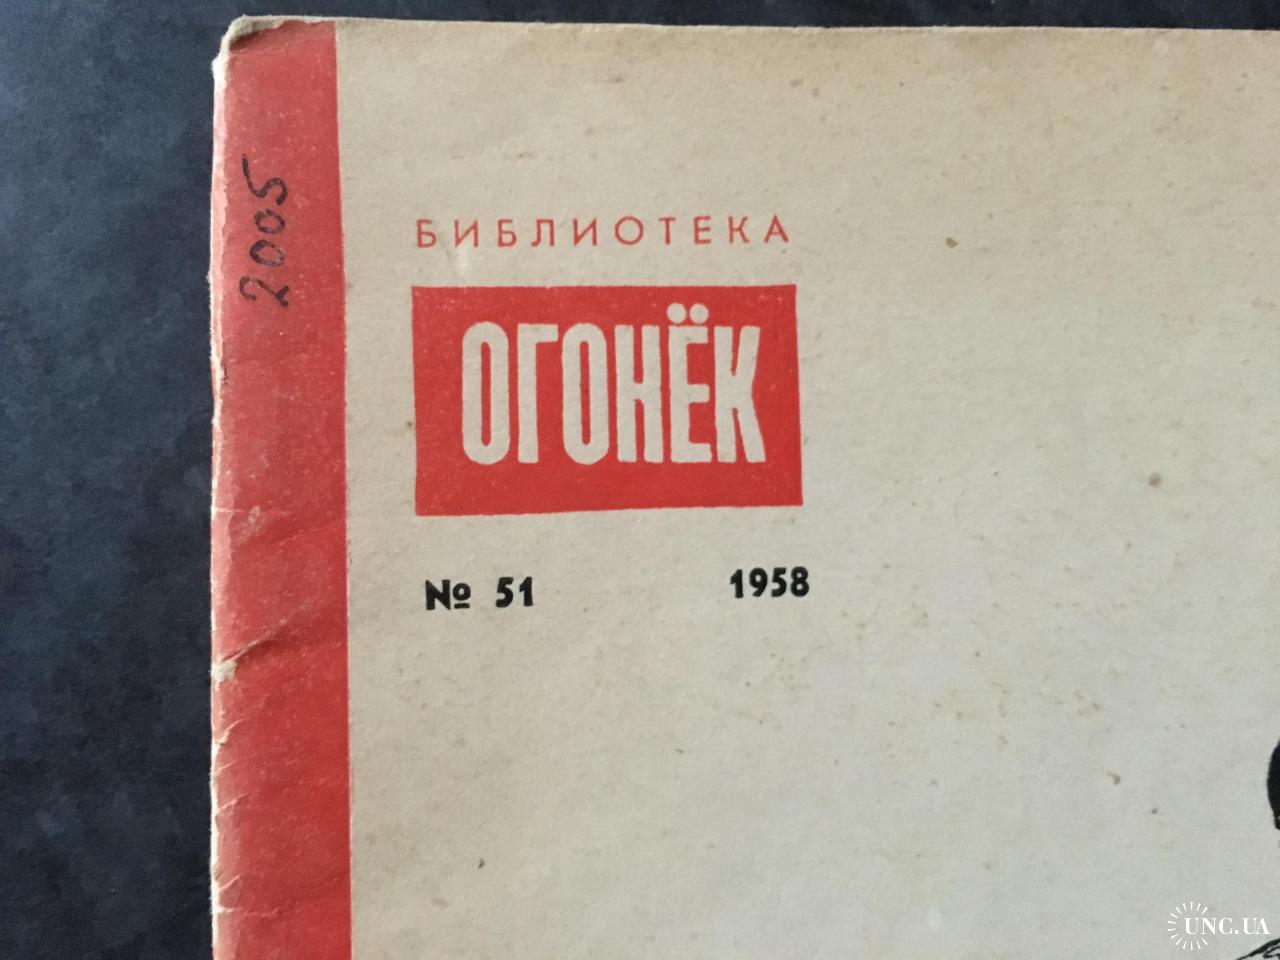 2005
БИБЛИОТЕКА
ОГОНЁК
№ 51 1958
UNC.UA